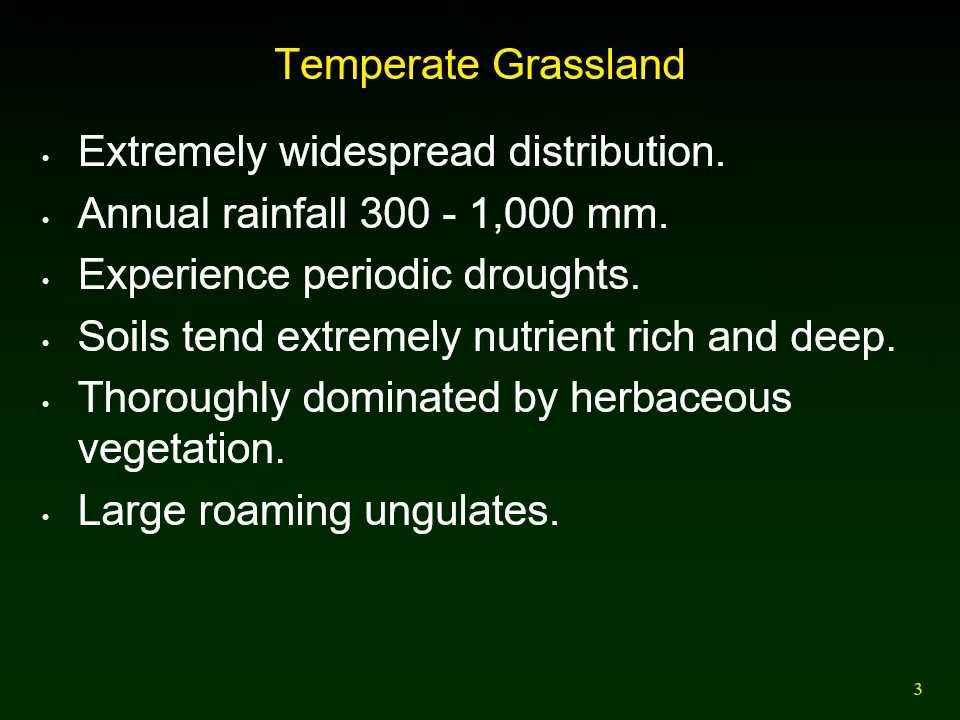 Temperate Grassland
• Extremely widespread distribution.
• Annual rainfall 300 - 1,000 mm.
• Experience periodic droughts.
• Soils tend extremely nutrient rich and deep.
• Thoroughly dominated by herbaceous
vegetation.
• Large roaming ungulates.
3